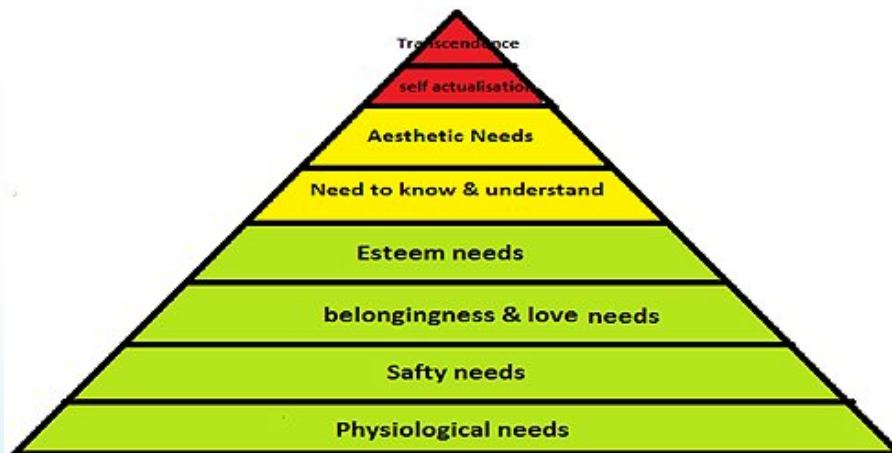 Transcendence
self actualisation
Aesthetic Needs
Need to know & understand
Esteem needs
belongingness & love needs
Safty needs
Physiological needs